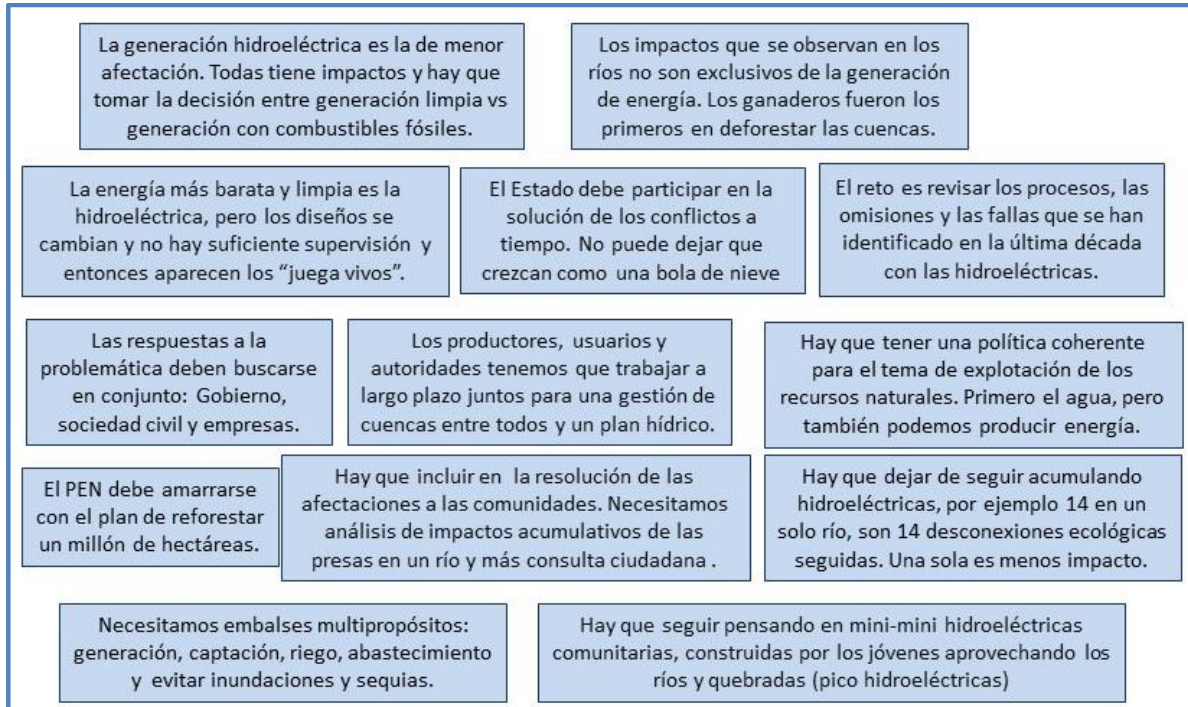 La generación hidroeléctrica es la de menor
afectación. Todas tiene impactos y hay que
tomar la decisión entre generación limpia vs
generación con combustibles fósiles.
Los impactos que se observan en los
ríos no son exclusivos de la generación
de energía. Los ganaderos fueron los
primeros en deforestar las cuencas.
La energía más barata y limpia es la
hidroeléctrica, pero los diseños se
cambian y no hay suficiente supervisión y
entonces aparecen los “juega vivos”.
El Estado debe participar en la
solución de los conflictos a
tiempo. No puede dejar que
crezcan como una bola de nieve
El reto es revisar los procesos, las
omisiones y las fallas que se han
identificado en la última década
con las hidroeléctricas.
Las respuestas a la
problemática deben buscarse
en conjunto: Gobierno,
sociedad civil y empresas.
Los productores, usuarios y
autoridades tenemos que trabajar a
largo plazo juntos para una gestión de
cuencas entre todos y un plan hídrico.
Hay que tener una política coherente
para el tema de explotación de los
recursos naturales. Primero el agua, pero
también podemos producir energía.
El PEN debe amarrarse
con el plan de reforestar
un millón de hectáreas.
Hay que incluir en la resolución de las
afectaciones a las comunidades. Necesitamos
análisis de impactos acumulativos de las
presas en un río y más consulta ciudadana .
Hay que dejar de seguir acumulando
hidroeléctricas, por ejemplo 14 en un
solo río, son 14 desconexiones ecológicas
seguidas. Una sola es menos impacto.
Necesitamos embalses multipropósitos:
generación, captación, riego, abastecimiento
y evitar inundaciones y sequias.
Hay que seguir pensando en mini-mini hidroeléctricas
comunitarias, construidas por los jóvenes aprovechando los
ríos y quebradas (pico hidroeléctricas)